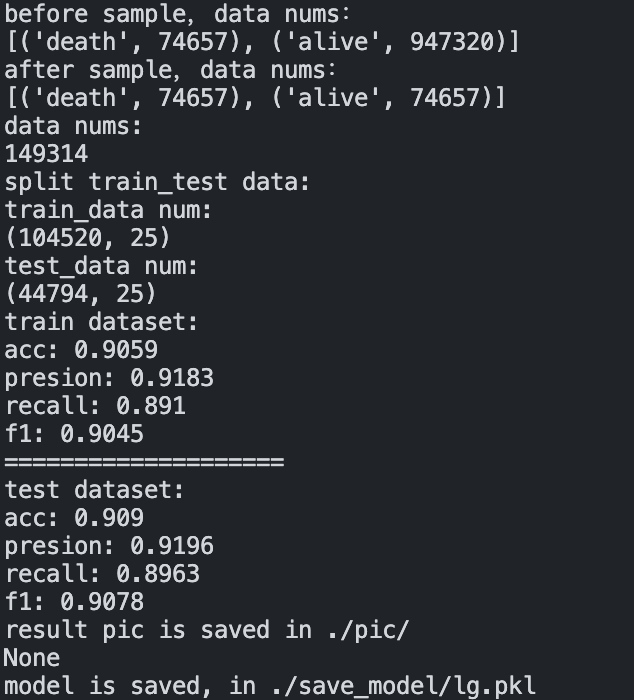 before sample, data nums:
[('death', 74657), ('alive', 947320)]
after sample, data nums:
[('death', 74657), ('alive', 74657)]
data nums:
149314
split train_test data:
train_data num:
(104520, 25)
test_data num:
(44794, 25)
train dataset:
acc: 0.9059
presion: 0.9183
recall: 0.891
f1: 0.9045
====================
test dataset:
acc: 0.909
presion: 0.9196
recall: 0.8963
f1: 0.9078
result pic is saved in ./pic/
None
model is saved, in ./save_model/lg.pkl